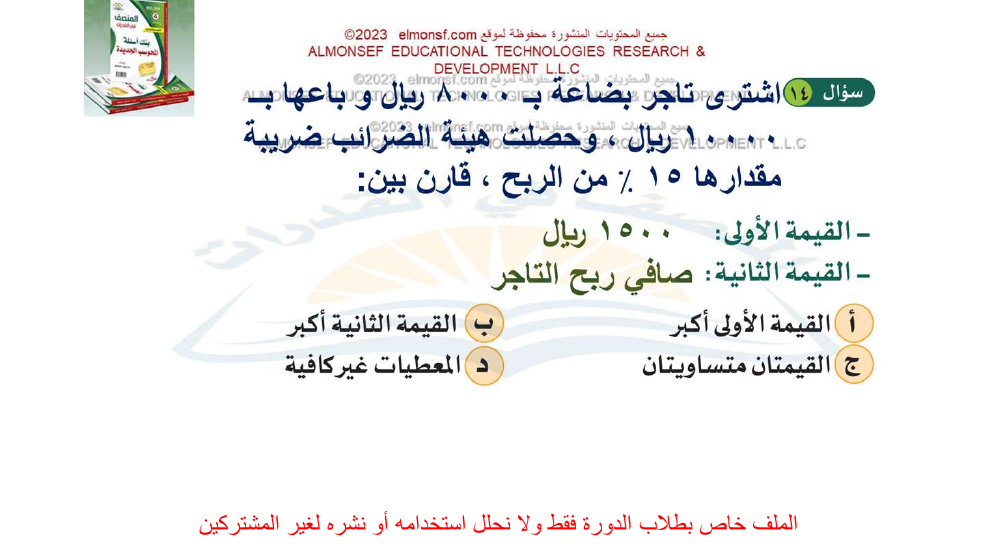 جميع المحتويات المنشورة محفوظة لموقع elmonsf.com ©2023
ALMONSEF EDUCATIONAL TECHNOLOGIES RESEARCH &
DEVELOPMENT L.L.C
سؤال ١٤ اشترى تاجر بضاعة بـ ٨٠٠٠ ريال و باعها بـ
١٠٠٠٠ ريال ، وحصلت هيئة الضرائب ضريبة
مقدارها ١٥ ٪ من الربح ، قارن بين:
- القيمة الأولى: ١٥٠٠ ريال
- القيمة الثانية: صافي ربح التاجر
أ القيمة الأولى أكبر ب القيمة الثانية أكبر
ج القيمتان متساويتان د المعطيات غير كافية
الملف خاص بطلاب الدورة فقط ولا نحلل استخدامه أو نشره لغير المشتركين